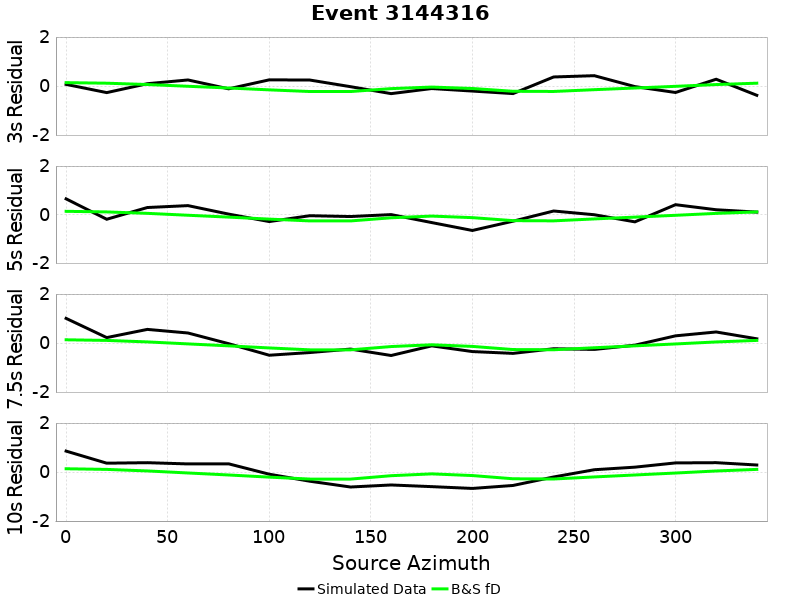 Event 3144316
3s Residual
2
0
-2
5s Residual
2
0
-2
7.5s Residual
2
0
-2
10s Residual
2
0
-2
0 50 100 150 200 250 300
Source Azimuth
Simulated Data B&S fD